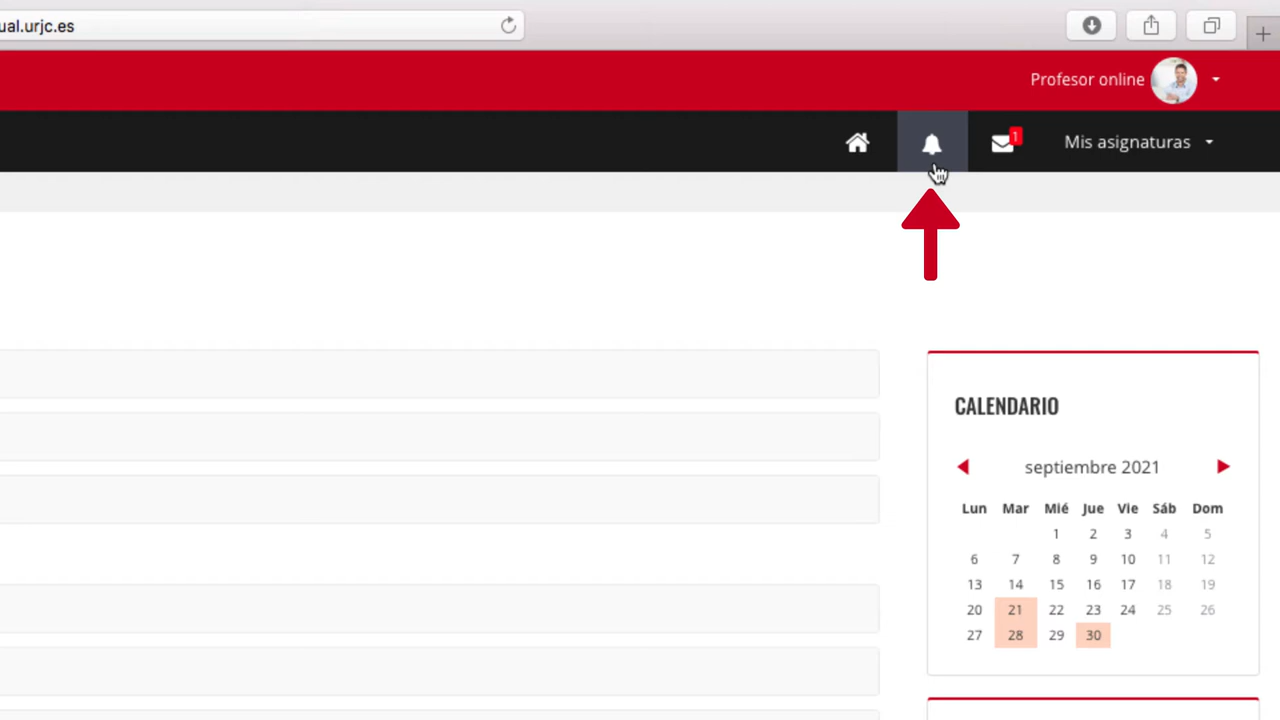 ual.urjc.es
Profesor online
1
Mis asignaturas
CALENDARIO
septiembre 2021
Lun Mar Mié Jue Vie Sáb Dom
1 2 3 4 5
6 7 8 9 10 11 12
13 14 15 16 17 18 19
20 21 22 23 24 25 26
27 28 29 30